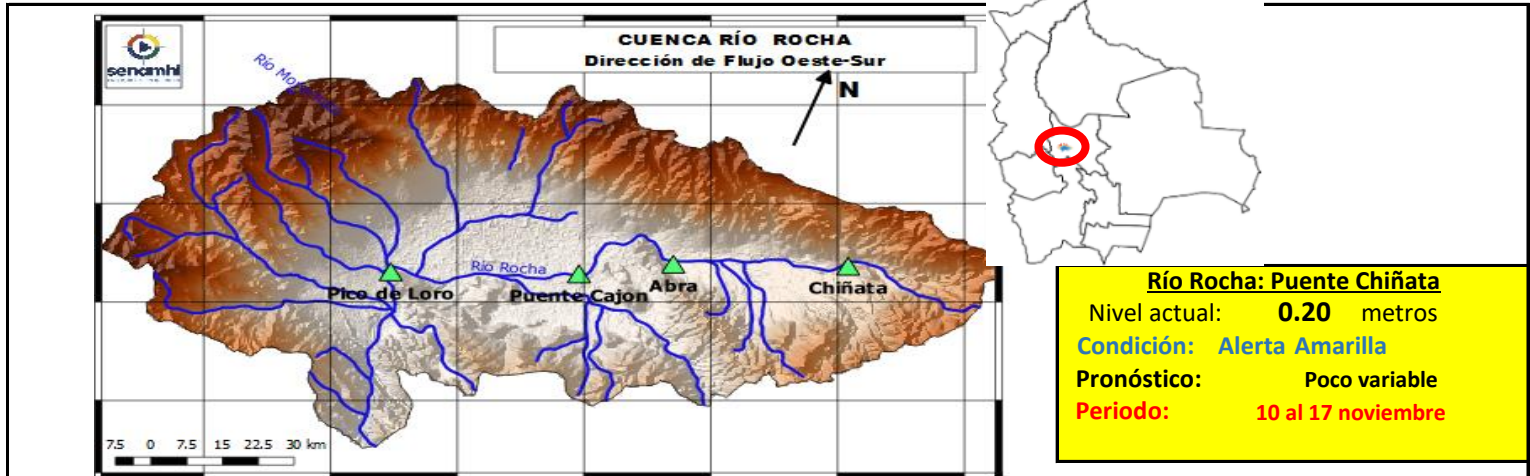 senamhi
CUENCA RÍO ROCHA
Dirección de Flujo Oeste-Sur
N
Río Rocha
Pico de Loro
Puente Cajon
Abra
Chiñata
7.5 0 7.5 15 22.5 30 km
Río Rocha: Puente Chiñata
Nivel actual: 0.20 metros
Condición: Alerta Amarilla
Pronóstico: Poco variable
Periodo: 10 al 17 noviembre